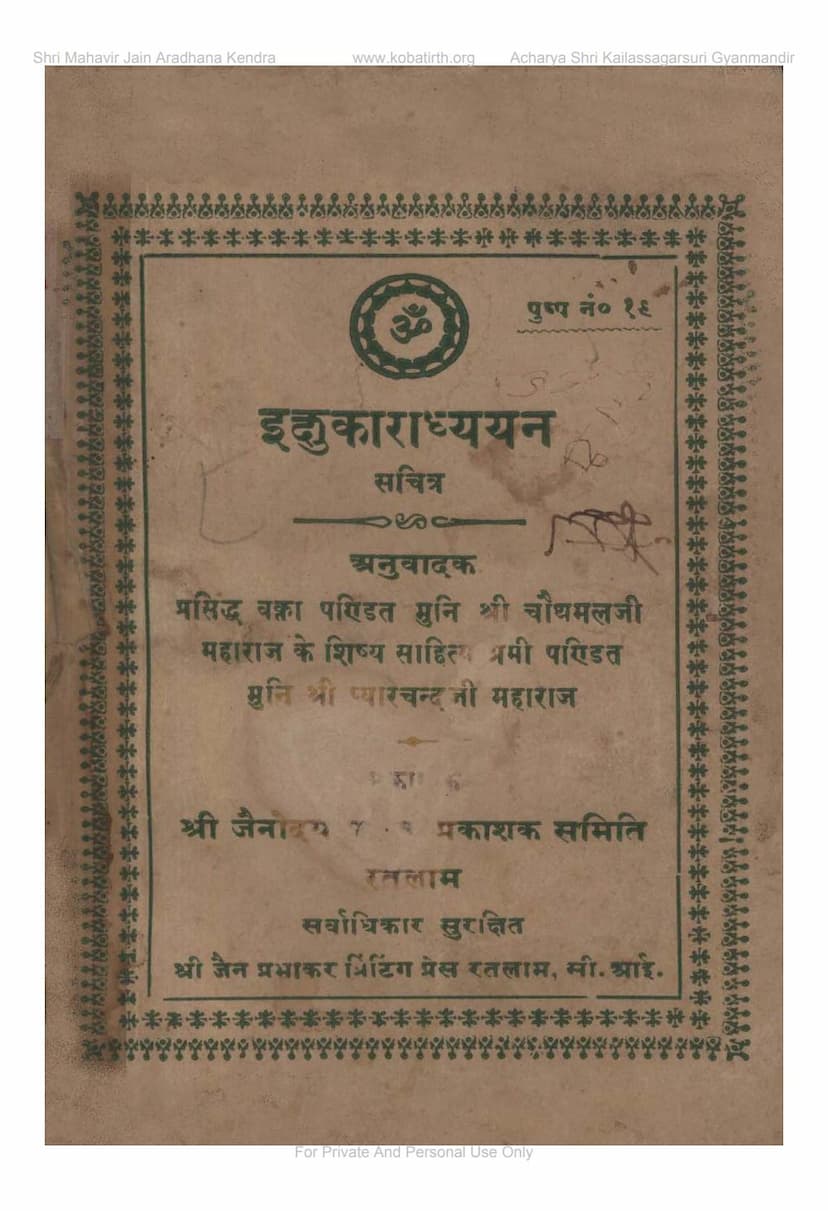 Shri Mahavir Jain Aradhana Kendra www.kobatirth.org Acharya Shri Kailassagarsuri Gyanmandir
ॐ
पुष्प नं० १६
इक्षुकाराध्ययन
सचित्र
अनुवादक
प्रसिद्ध वक्ता पण्डित मुनि श्री चौथमलजी
महाराज के शिष्य साहित्य प्रमी पण्डित
मुनि श्री प्यारचन्दजी महाराज
श्री जैनोदय प्रकाशक समिति
रतलाम
सर्वाधिकार सुरक्षित
श्री जैन प्रभाकर प्रिंटिंग प्रेस रतलाम, सी. आई.
For Private And Personal Use Only